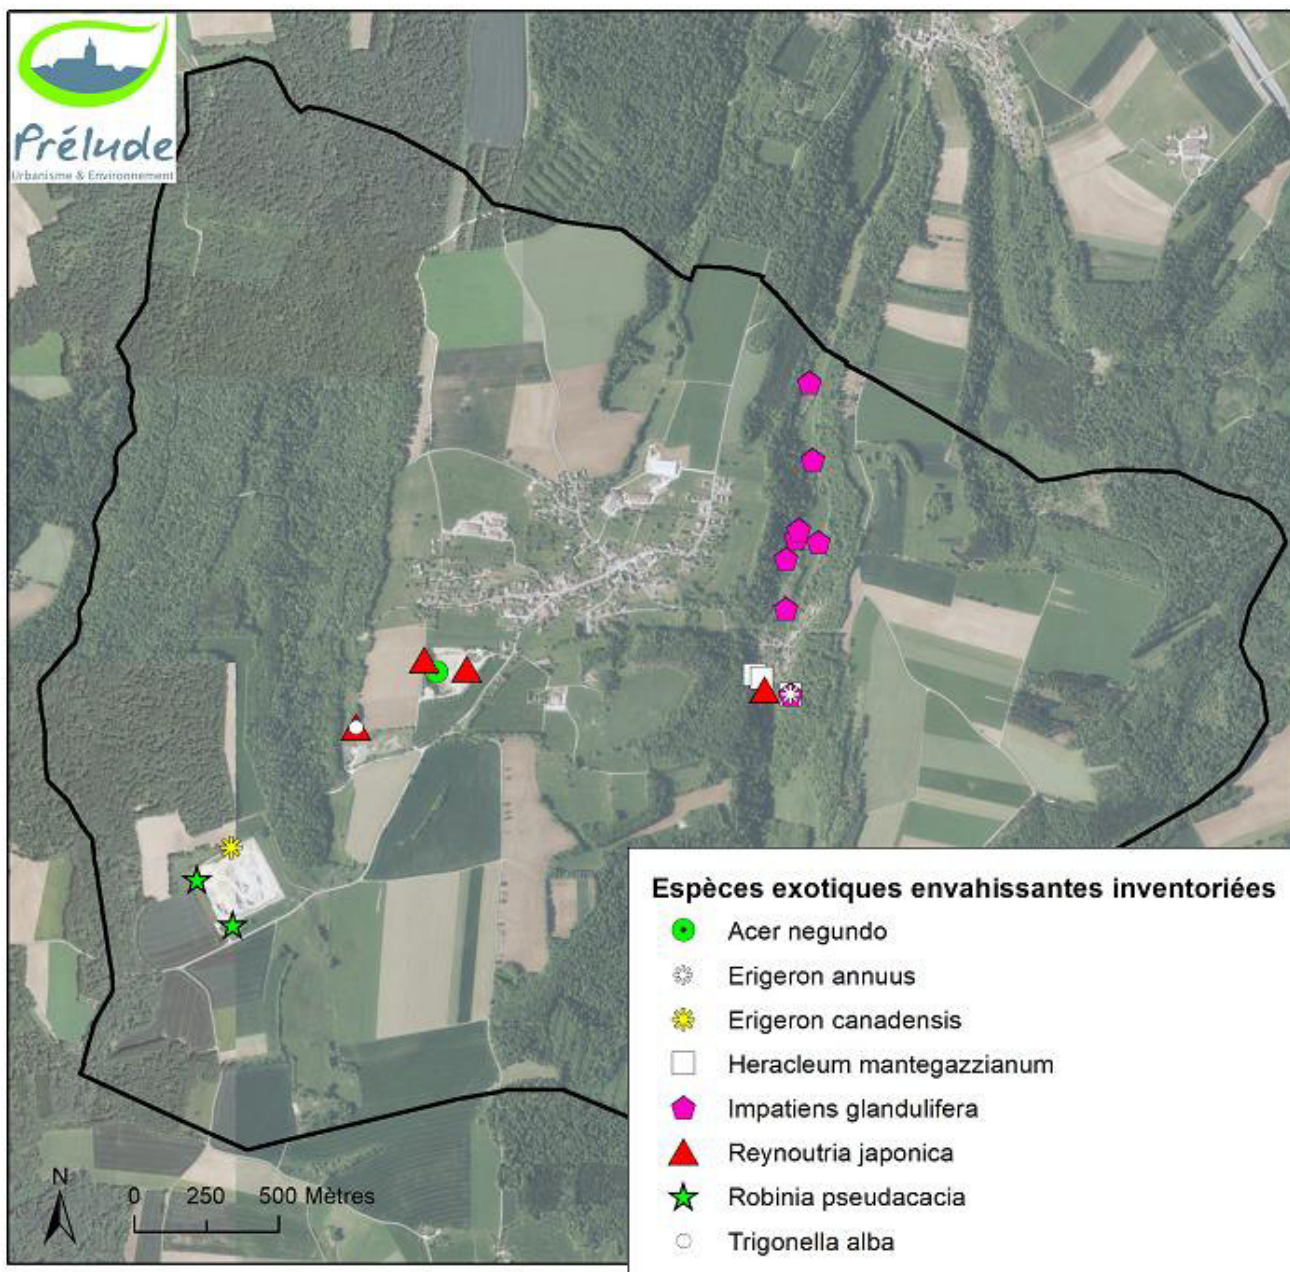 Prélude
Urbanisme & Environnement
Espèces exotiques envahissantes inventoriées
Acer negundo
Erigeron annuus
Erigeron canadensis
Heracleum mantegazzianum
Impatiens glandulifera
Reynoutria japonica
Robinia pseudacacia
Trigonella alba
N
0 250 500 Mètres